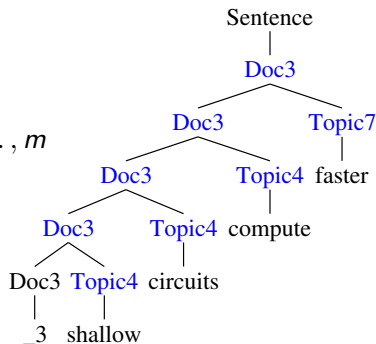 Sentence
Doc3
Doc3 Topic7
. , m
Doc3 Topic4 faster
Doc3 Topic4 compute
Doc3 Topic4 circuits
_3 shallow